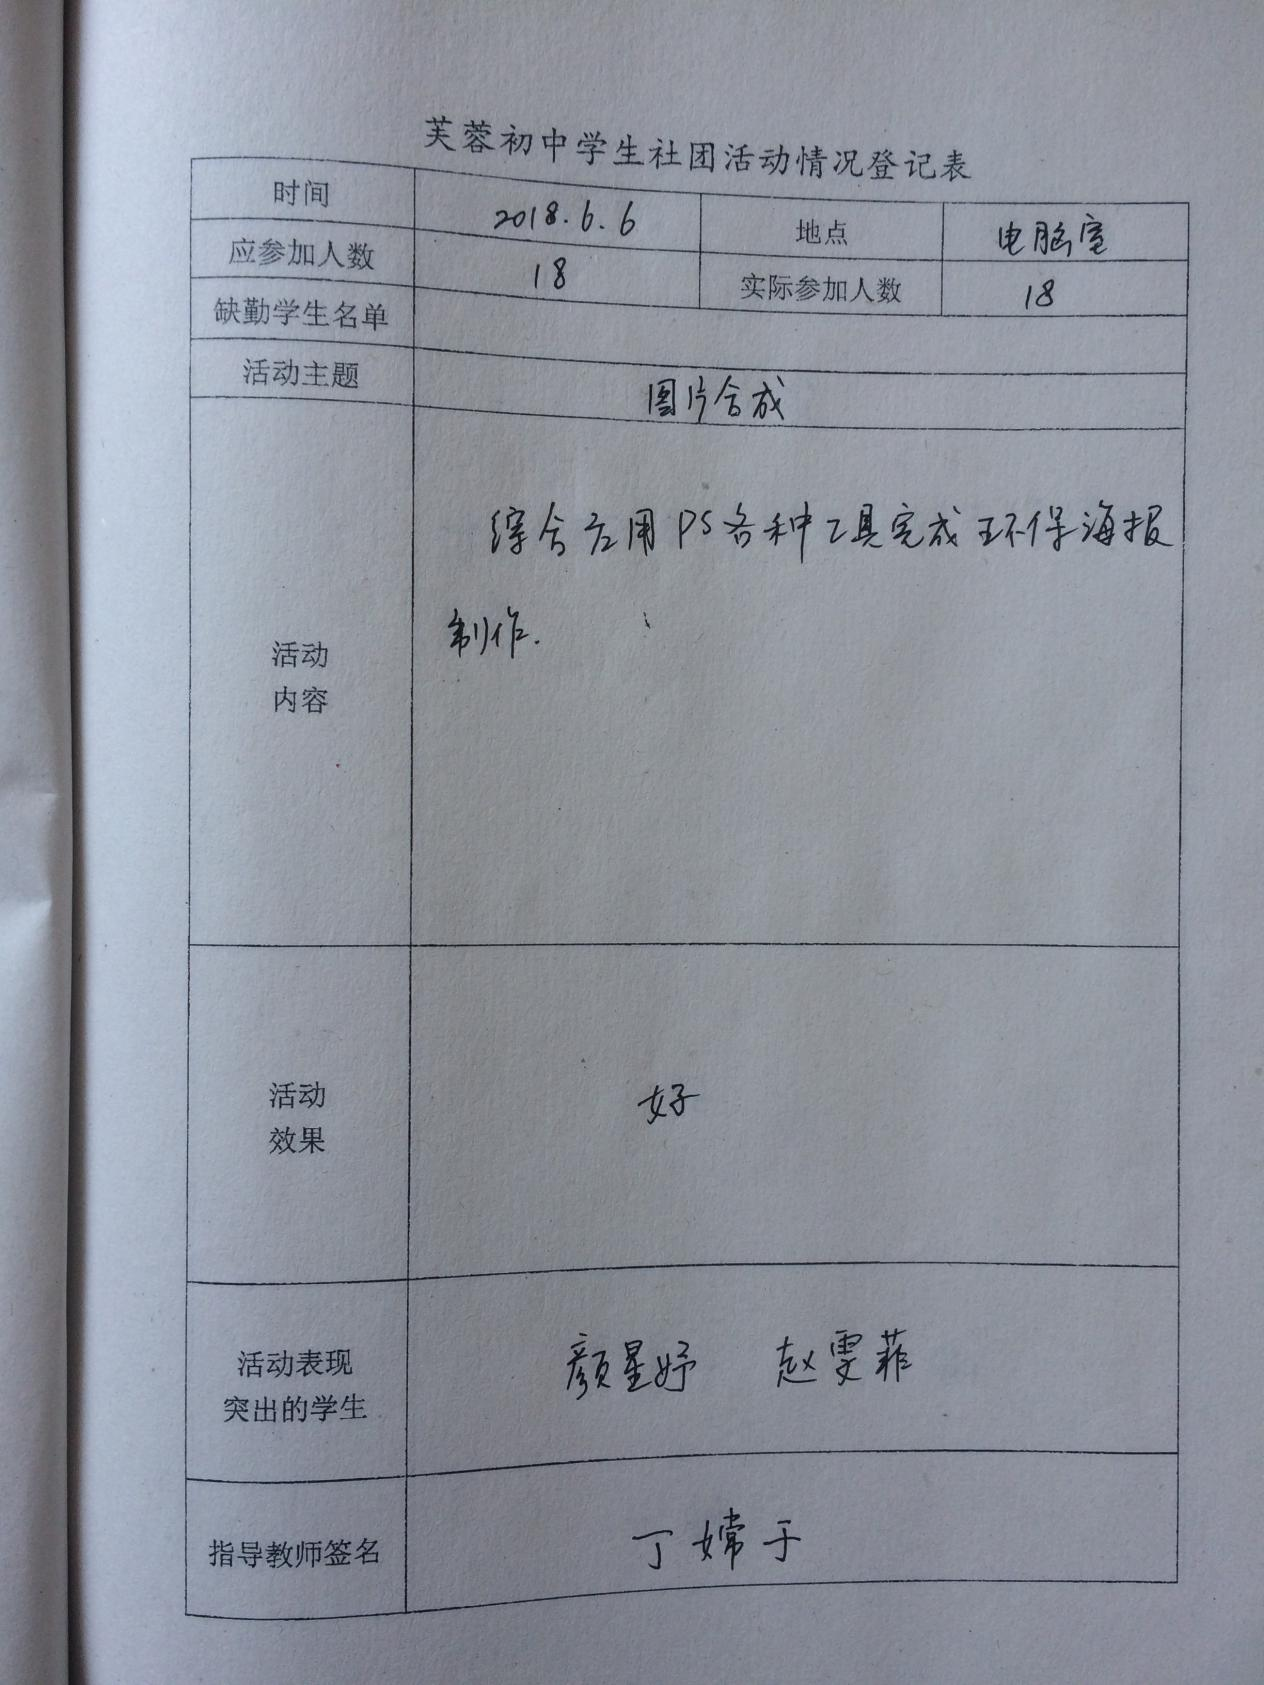 芙蓉初中学生社团活动情况登记表
时间 2018.6.6 地点 电脑室
应参加人数 18 实际参加人数 18
缺勤学生名单
活动主题 图片合成
活动
内容
综合应用PS各种工具完成环保海报
制作.
活动
效果
好
活动表现
突出的学生
颜星妤 赵雯菲
指导教师签名 丁嫦于